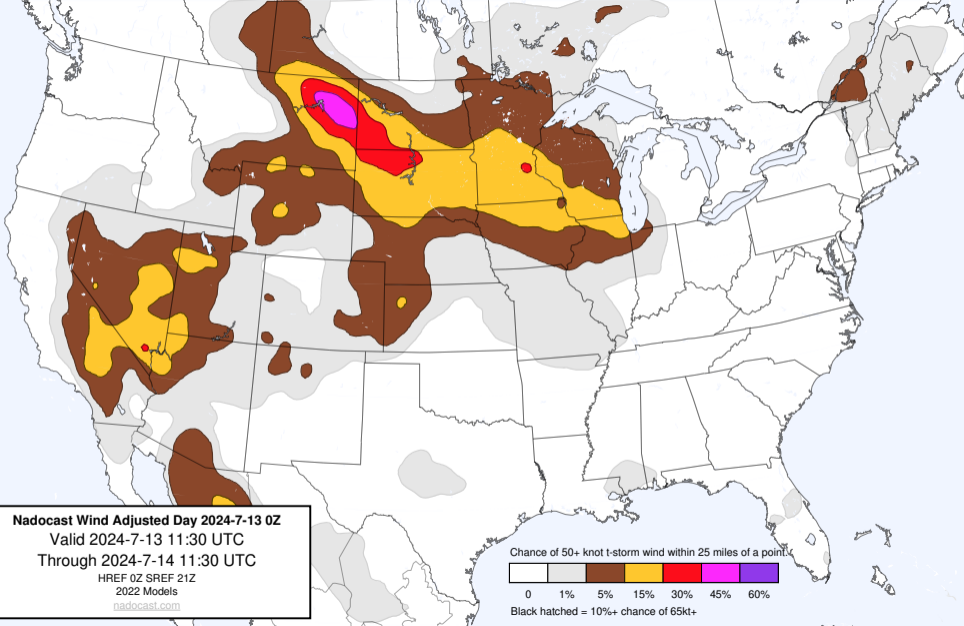 Nadocast Wind Adjusted Day 2024-7-13 0Z
Valid 2024-7-13 11:30 UTC
Through 2024-7-14 11:30 UTC
HREF 0Z SREF 21Z
2022 Models
nadocast.com
Chance of 50+ knot t-storm wind within 25 miles of a point.
0 1% 5% 15% 30% 45% 60%
Black hatched = 10%+ chance of 65kt+